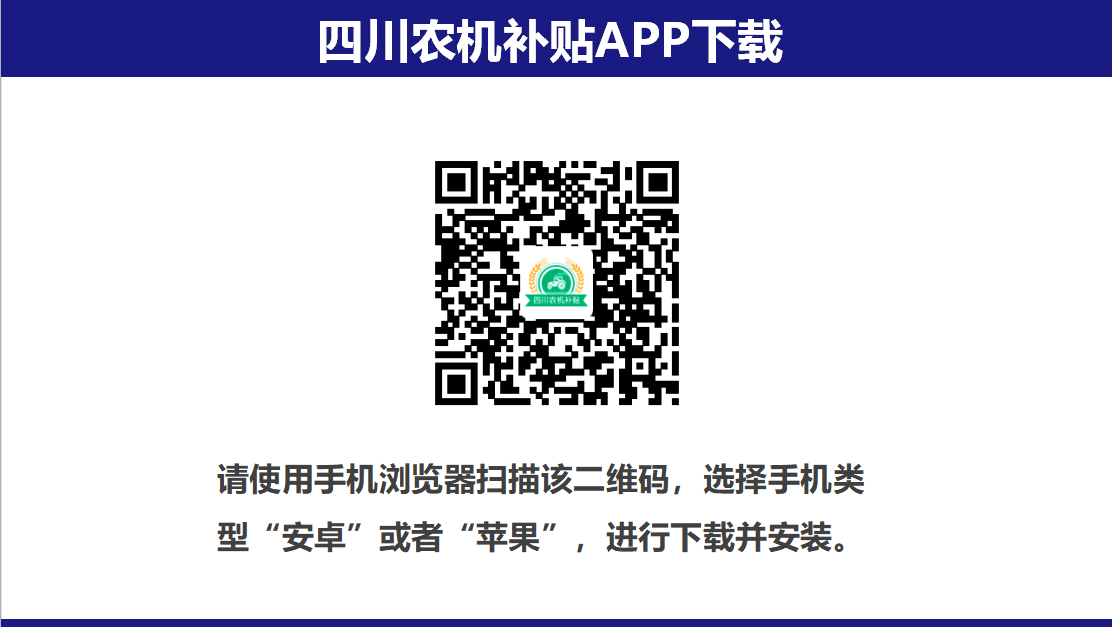 四川农机补贴APP下载
四川农机补贴
请使用手机浏览器扫描该二维码，选择手机类
型“安卓”或者“苹果”，进行下载并安装。